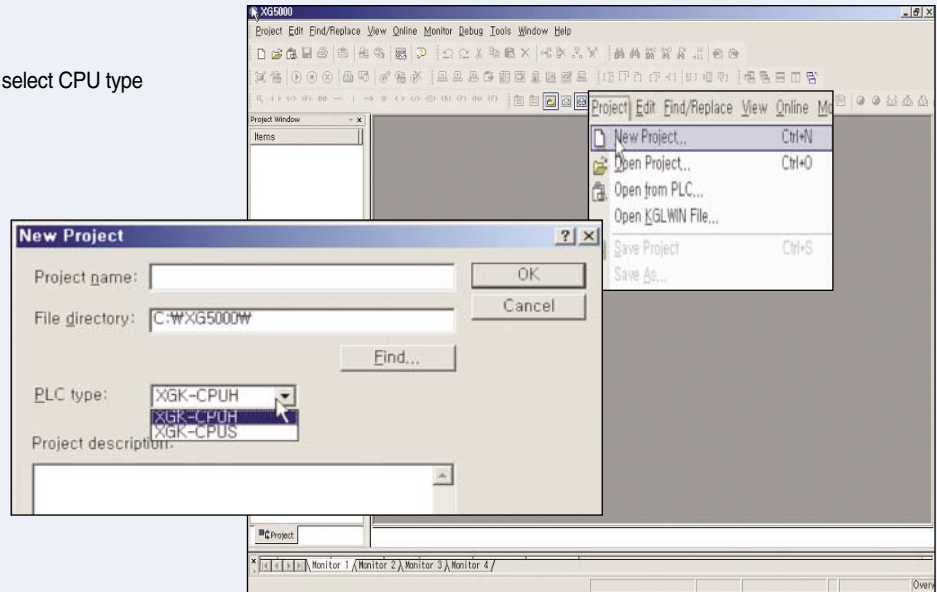 XG5000
Project Edit Find/Replace View Online Monitor Debug Tools Window Help
select CPU type
Project Window
Items
Project Edit Find/Replace View Online Mo
New Project... Ctrl+N
Open Project... Ctrl+O
Open from PLC...
Open KGLWIN File...
Save Project Ctrl+S
Save As...
New Project
Project name:
OK
File directory: C:₩XG5000₩
Cancel
Find...
PLC type: XGK-CPUH
XGK-CPUH
XGK-CPUS
Project description:
Project
Monitor 1 Monitor 2 Monitor 3 Monitor 4
Overw